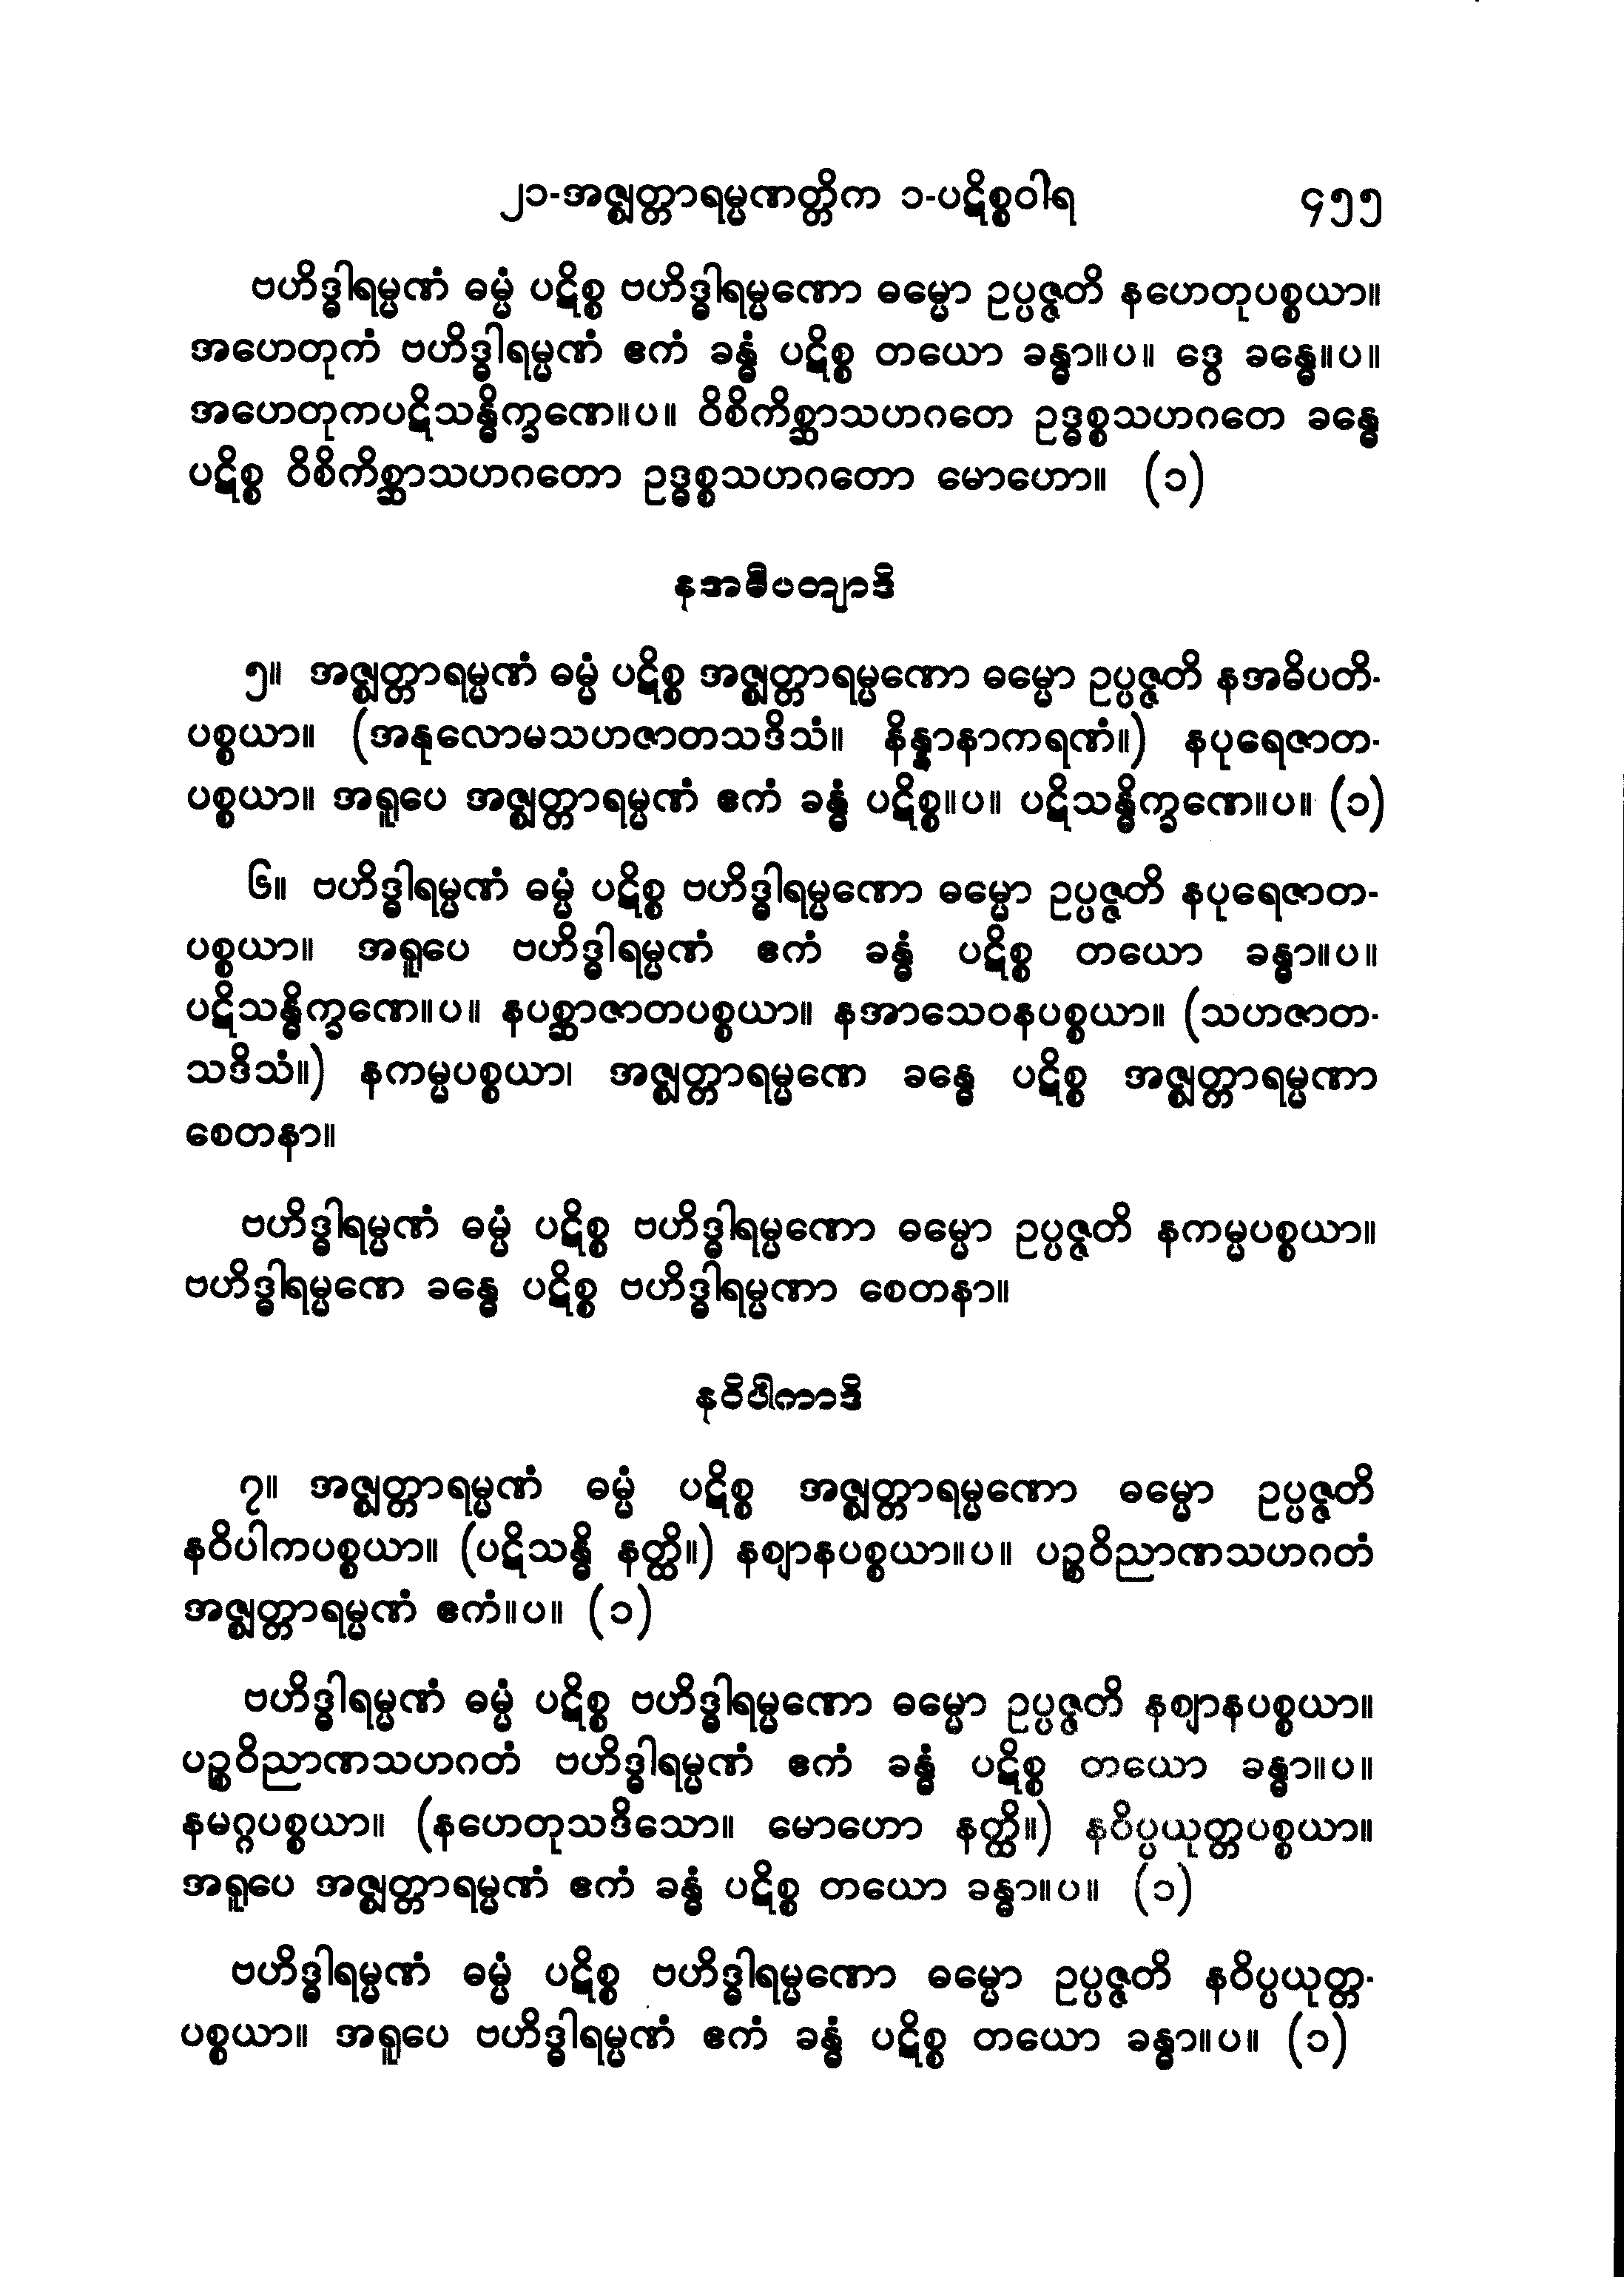 ၂၁-အဇ္ဈတ္တာရမ္မဏတ္တိက ၁-ပဋိစ္စဝါရ ၄၅၅
ဗဟိဒ္ဓါရမ္မဏံ ဓမ္မံ ပဋိစ္စ ဗဟိဒ္ဓါရမ္မဏော ဓမ္မော ဥပ္ပဇ္ဇတိ နဟေတုပစ္စယာ။
အဟေတုကံ ဗဟိဒ္ဓါရမ္မဏံ ဧကံ ခန္ဓံ ပဋိစ္စ တယော ခန္ဓာ။ပ။ ဒွေ ခန္ဓေ။ပ။
အဟေတုကပဋိသန္ဓိက္ခဏေ။ပ။ ဝိစိကိစ္ဆာသဟဂတေ ဥဒ္ဓစ္စသဟဂတေ ခန္ဓေ
ပဋိစ္စ ဝိစိကိစ္ဆာသဟဂတော ဥဒ္ဓစ္စသဟဂတော မောဟော။ (၁)
နအဓိပတျာဒိ
၅။ အဇ္ဈတ္တာရမ္မဏံ ဓမ္မံ ပဋိစ္စ အဇ္ဈတ္တာရမ္မဏော ဓမ္မော ဥပ္ပဇ္ဇတိ နအဓိပတိ-
ပစ္စယာ။ (အနုလောမသဟဇာတသဒိသံ။ နိန္နာနာကရဏံ။) နပုရေဇာတ-
ပစ္စယာ။ အရူပေ အဇ္ဈတ္တာရမ္မဏံ ဧကံ ခန္ဓံ ပဋိစ္စ။ပ။ ပဋိသန္ဓိက္ခဏေ။ပ။ (၁)
၆။ ဗဟိဒ္ဓါရမ္မဏံ ဓမ္မံ ပဋိစ္စ ဗဟိဒ္ဓါရမ္မဏော ဓမ္မော ဥပ္ပဇ္ဇတိ နပုရေဇာတ-
ပစ္စယာ။ အရူပေ ဗဟိဒ္ဓါရမ္မဏံ ဧကံ ခန္ဓံ ပဋိစ္စ တယော ခန္ဓာ။ပ။
ပဋိသန္ဓိက္ခဏေ။ပ။ နပစ္ဆာဇာတပစ္စယာ။ နအာသေဝနပစ္စယာ။ (သဟဇာတ-
သဒိသံ။) နကမ္မပစ္စယာ၊ အဇ္ဈတ္တာရမ္မဏေ ခန္ဓေ ပဋိစ္စ အဇ္ဈတ္တာရမ္မဏာ
စေတနာ။
ဗဟိဒ္ဓါရမ္မဏံ ဓမ္မံ ပဋိစ္စ ဗဟိဒ္ဓါရမ္မဏော ဓမ္မော ဥပ္ပဇ္ဇတိ နကမ္မပစ္စယာ။
ဗဟိဒ္ဓါရမ္မဏေ ခန္ဓေ ပဋိစ္စ ဗဟိဒ္ဓါရမ္မဏာ စေတနာ။
နဝိပါကာဒိ
၇။ အဇ္ဈတ္တာရမ္မဏံ ဓမ္မံ ပဋိစ္စ အဇ္ဈတ္တာရမ္မဏော ဓမ္မော ဥပ္ပဇ္ဇတိ
နဝိပါကပစ္စယာ။ (ပဋိသန္ဓိ နတ္ထိ။) နဈာနပစ္စယာ။ပ။ ပဉ္စဝိညာဏသဟဂတံ
အဇ္ဈတ္တာရမ္မဏံ ဧကံ။ပ။ (၁)
ဗဟိဒ္ဓါရမ္မဏံ ဓမ္မံ ပဋိစ္စ ဗဟိဒ္ဓါရမ္မဏော ဓမ္မော ဥပ္ပဇ္ဇတိ နဈာနပစ္စယာ။
ပဉ္စဝိညာဏသဟဂတံ ဗဟိဒ္ဓါရမ္မဏံ ဧကံ ခန္ဓံ ပဋိစ္စ တယော ခန္ဓာ။ပ။
နမဂ္ဂပစ္စယာ။ (နဟေတုသဒိသော။ မောဟော နတ္ထိ။) နဝိပ္ပယုတ္တပစ္စယာ။
အရူပေ အဇ္ဈတ္တာရမ္မဏံ ဧကံ ခန္ဓံ ပဋိစ္စ တယော ခန္ဓာ။ပ။ (၁)
ဗဟိဒ္ဓါရမ္မဏံ ဓမ္မံ ပဋိစ္စ ဗဟိဒ္ဓါရမ္မဏော ဓမ္မော ဥပ္ပဇ္ဇတိ နဝိပ္ပယုတ္တ-
ပစ္စယာ။ အရူပေ ဗဟိဒ္ဓါရမ္မဏံ ဧကံ ခန္ဓံ ပဋိစ္စ တယော ခန္ဓာ။ပ။ (၁)